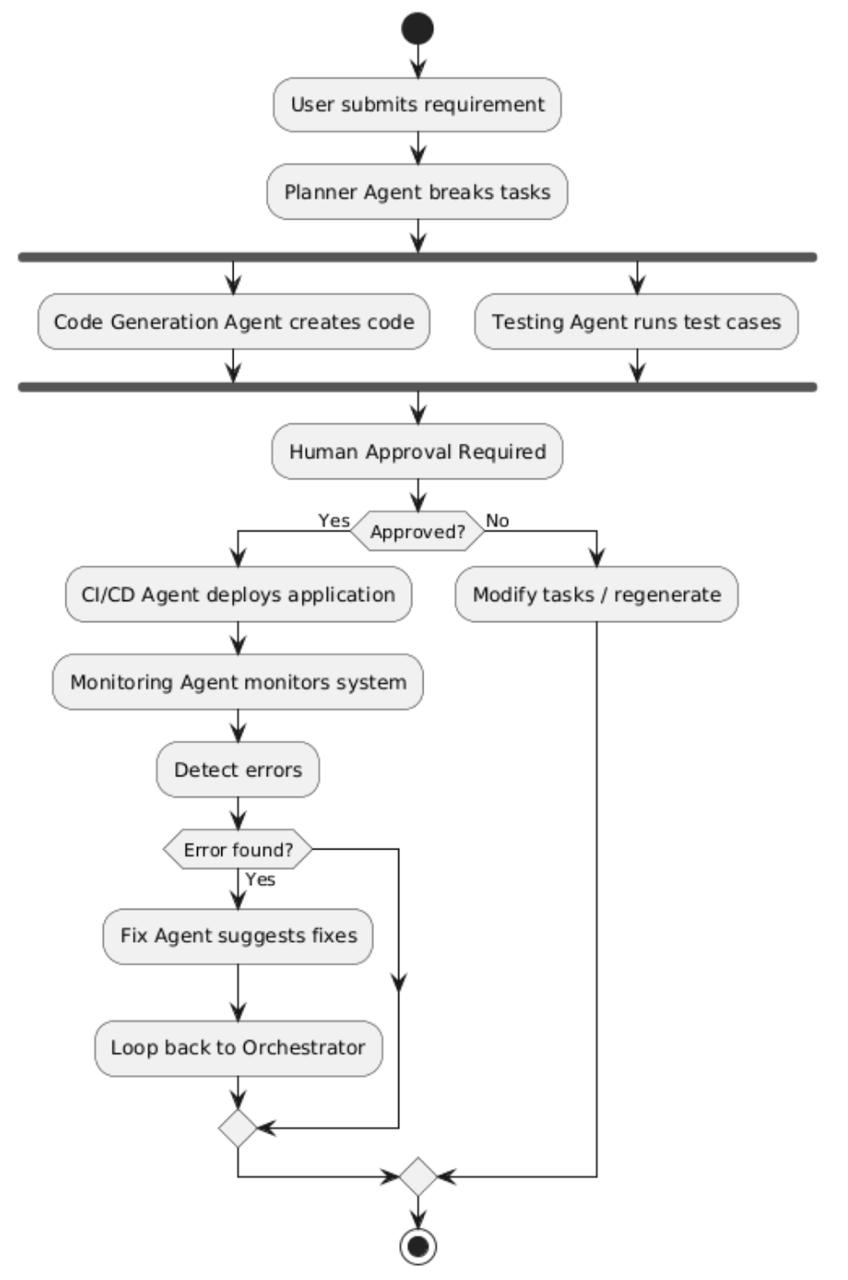 User submits requirement
Planner Agent breaks tasks
Code Generation Agent creates code
Testing Agent runs test cases
Human Approval Required
Yes
Approved?
No
CI/CD Agent deploys application
Modify tasks / regenerate
Monitoring Agent monitors system
Detect errors
Error found?
Yes
Fix Agent suggests fixes
Loop back to Orchestrator